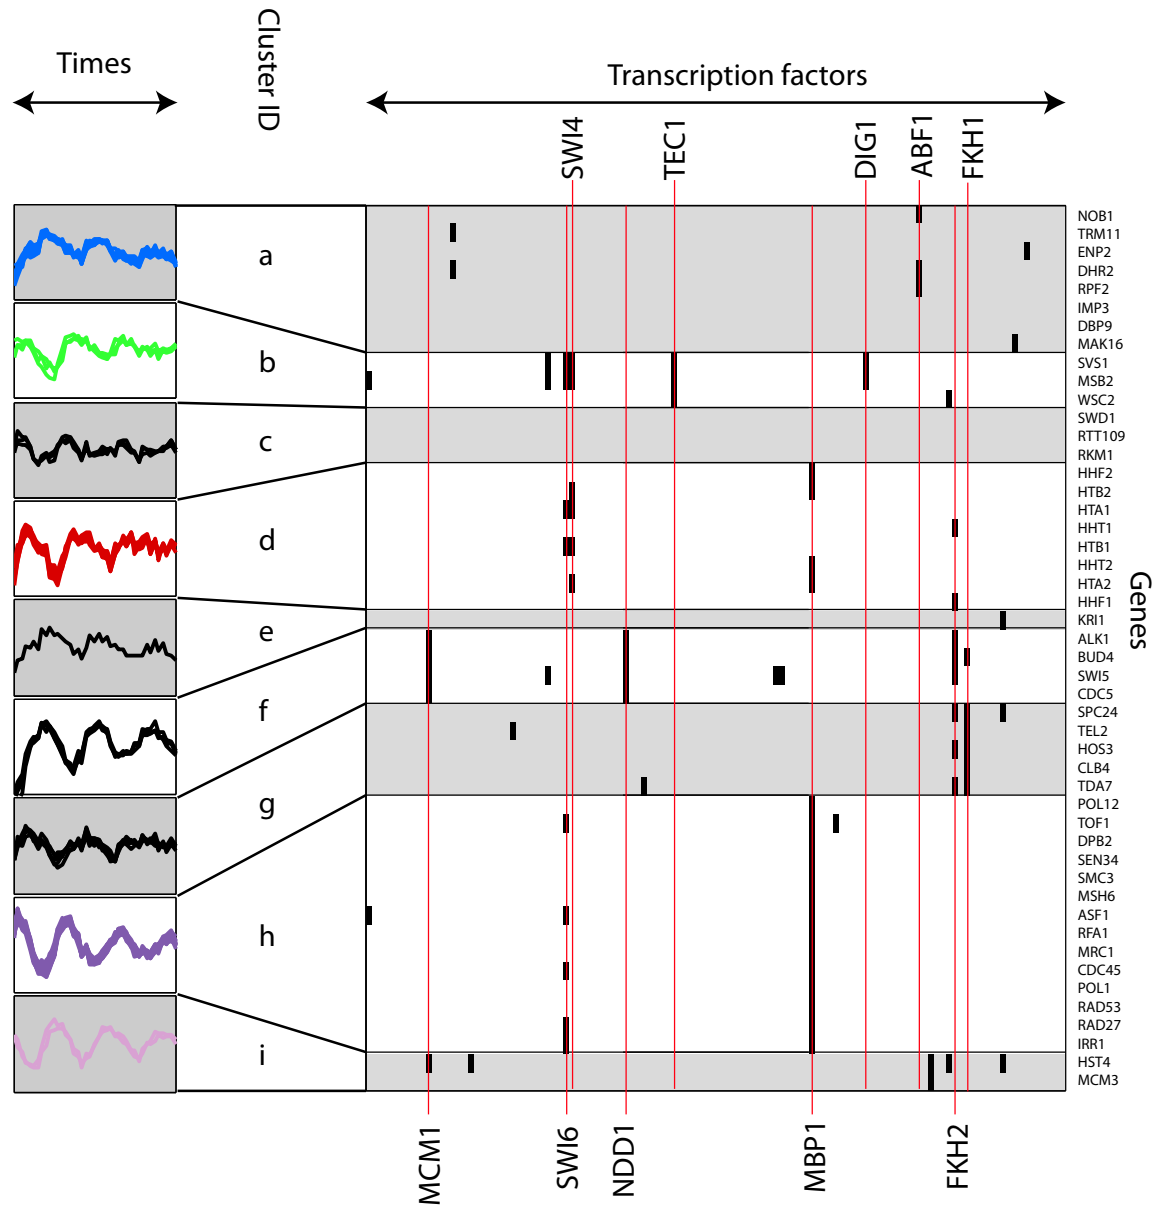 Times
Cluster ID
Transcription factors
SWI4
TEC1
DIG1
ABF1
FKH1
a
b
c
d
e
f
g
h
i
NOB1
TRM11
ENP2
DHR2
RPF2
IMP3
DBP9
MAK16
SVS1
MSB2
WSC2
SWD1
RTT109
RKM1
HHF2
HTB2
HTA1
HHT1
HTB1
HHT2
HTA2
HHF1
KRI1
ALK1
BUD4
SWI5
CDC5
SPC24
TEL2
HOS3
CLB4
TDA7
POL12
TOF1
DPB2
SEN34
SMC3
MSH6
ASF1
RFA1
MRC1
CDC45
POL1
RAD53
RAD27
IRR1
HST4
MCM3
Genes
MCM1
SWI6
NDD1
MBP1
FKH2